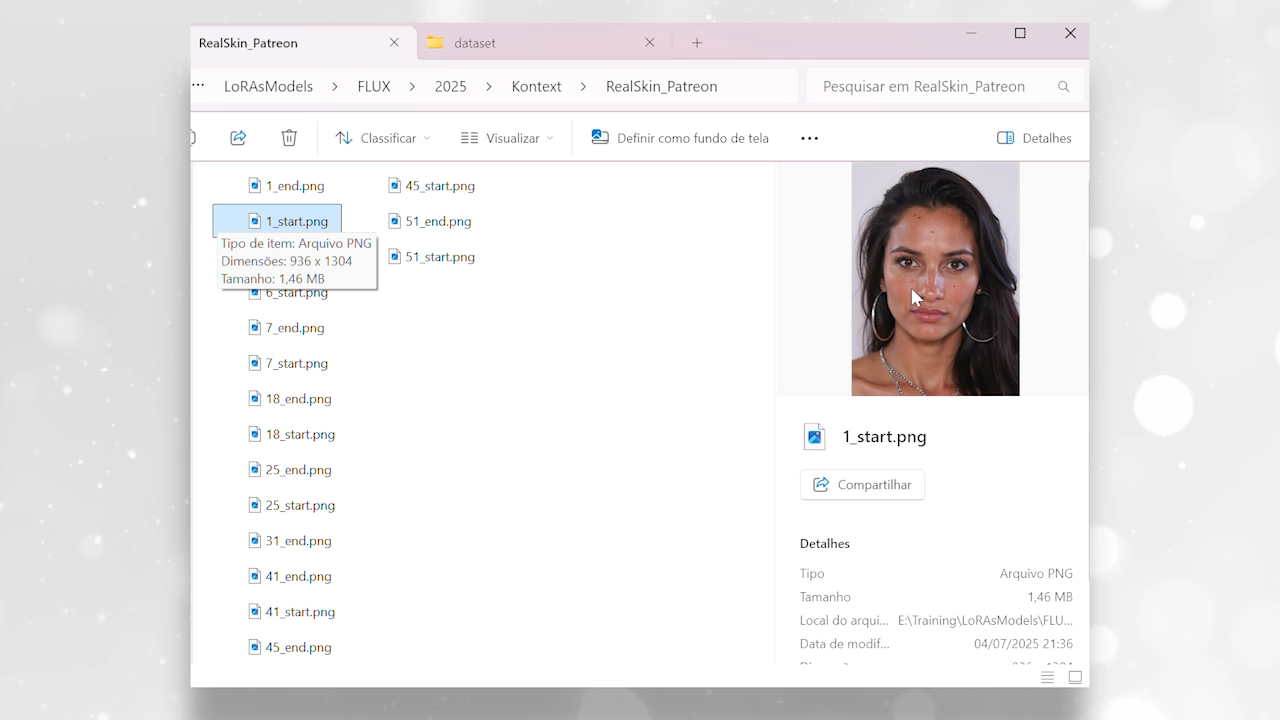 RealSkin_Patreon
dataset
LoRAsModels > FLUX > 2025 > Kontext > RealSkin_Patreon
Pesquisar em RealSkin_Patreon
Classificar
Visualizar
Definir como fundo de tela
Detalhes
1_end.png
1_start.png
Tipo de item: Arquivo PNG
Dimensões: 936 x 1304
Tamanho: 1,46 MB
6_start.png
7_end.png
7_start.png
18_end.png
18_start.png
25_end.png
25_start.png
31_end.png
41_end.png
41_start.png
45_end.png
45_start.png
51_end.png
51_start.png
1_start.png
Compartilhar
Detalhes
Tipo Arquivo PNG
Tamanho 1,46 MB
Local do arqui... E:\Training\LoRAsModels\FLU...
Data de modif... 04/07/2025 21:36